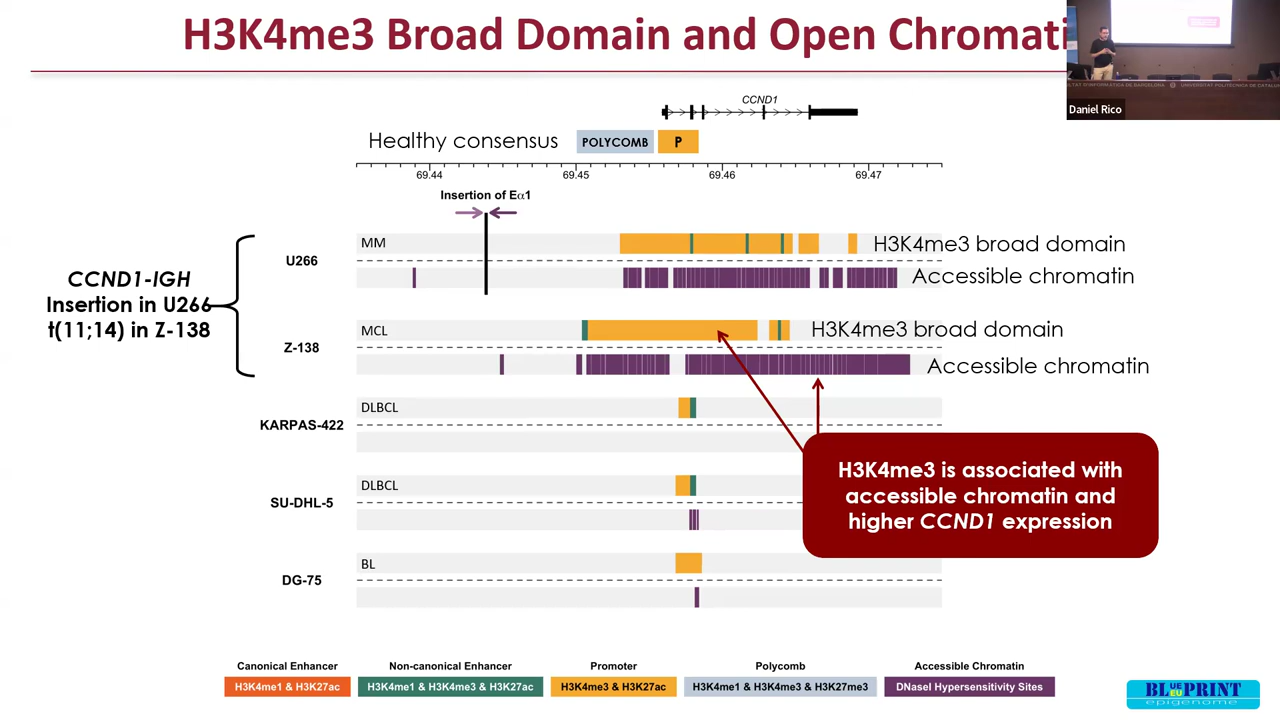 H3K4me3 Broad Domain and Open Chromati
Daniel Rico
CCND1
Healthy consensus
POLYCOMB
P
69.44
69.45
69.46
69.47
Insertion of Eα1
CCND1-IGH
Insertion in U266
t(11;14) in Z-138
U266
MM
H3K4me3 broad domain
Accessible chromatin
Z-138
MCL
H3K4me3 broad domain
Accessible chromatin
KARPAS-422
DLBCL
SU-DHL-5
DLBCL
DG-75
BL
H3K4me3 is associated with
accessible chromatin and
higher CCND1 expression
Canonical Enhancer
H3K4me1 & H3K27ac
Non-canonical Enhancer
H3K4me1 & H3K4me3 & H3K27ac
Promoter
H3K4me3 & H3K27ac
Polycomb
H3K4me1 & H3K4me3 & H3K27me3
Accessible Chromatin
DNaseI Hypersensitivity Sites
BLUEPRINT
epigenome